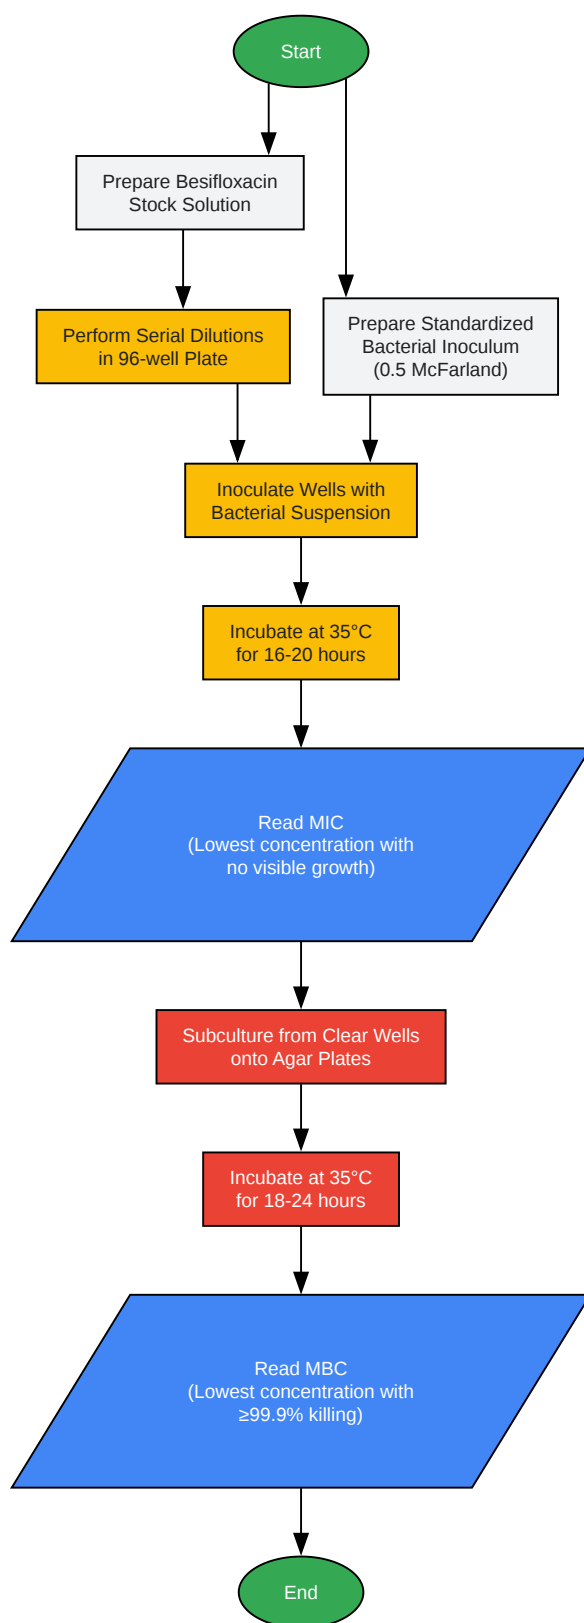 Start
Prepare Besifloxacin
Stock Solution
Perform Serial Dilutions
in 96-well Plate
Prepare Standardized
Bacterial Inoculum
(0.5 McFarland)
Inoculate Wells with
Bacterial Suspension
Incubate at 35°C
for 16-20 hours
Read MIC
(Lowest concentration with
no visible growth)
Subculture from Clear Wells
onto Agar Plates
Incubate at 35°C
for 18-24 hours
Read MBC
(Lowest concentration with
≥99.9% killing)
End